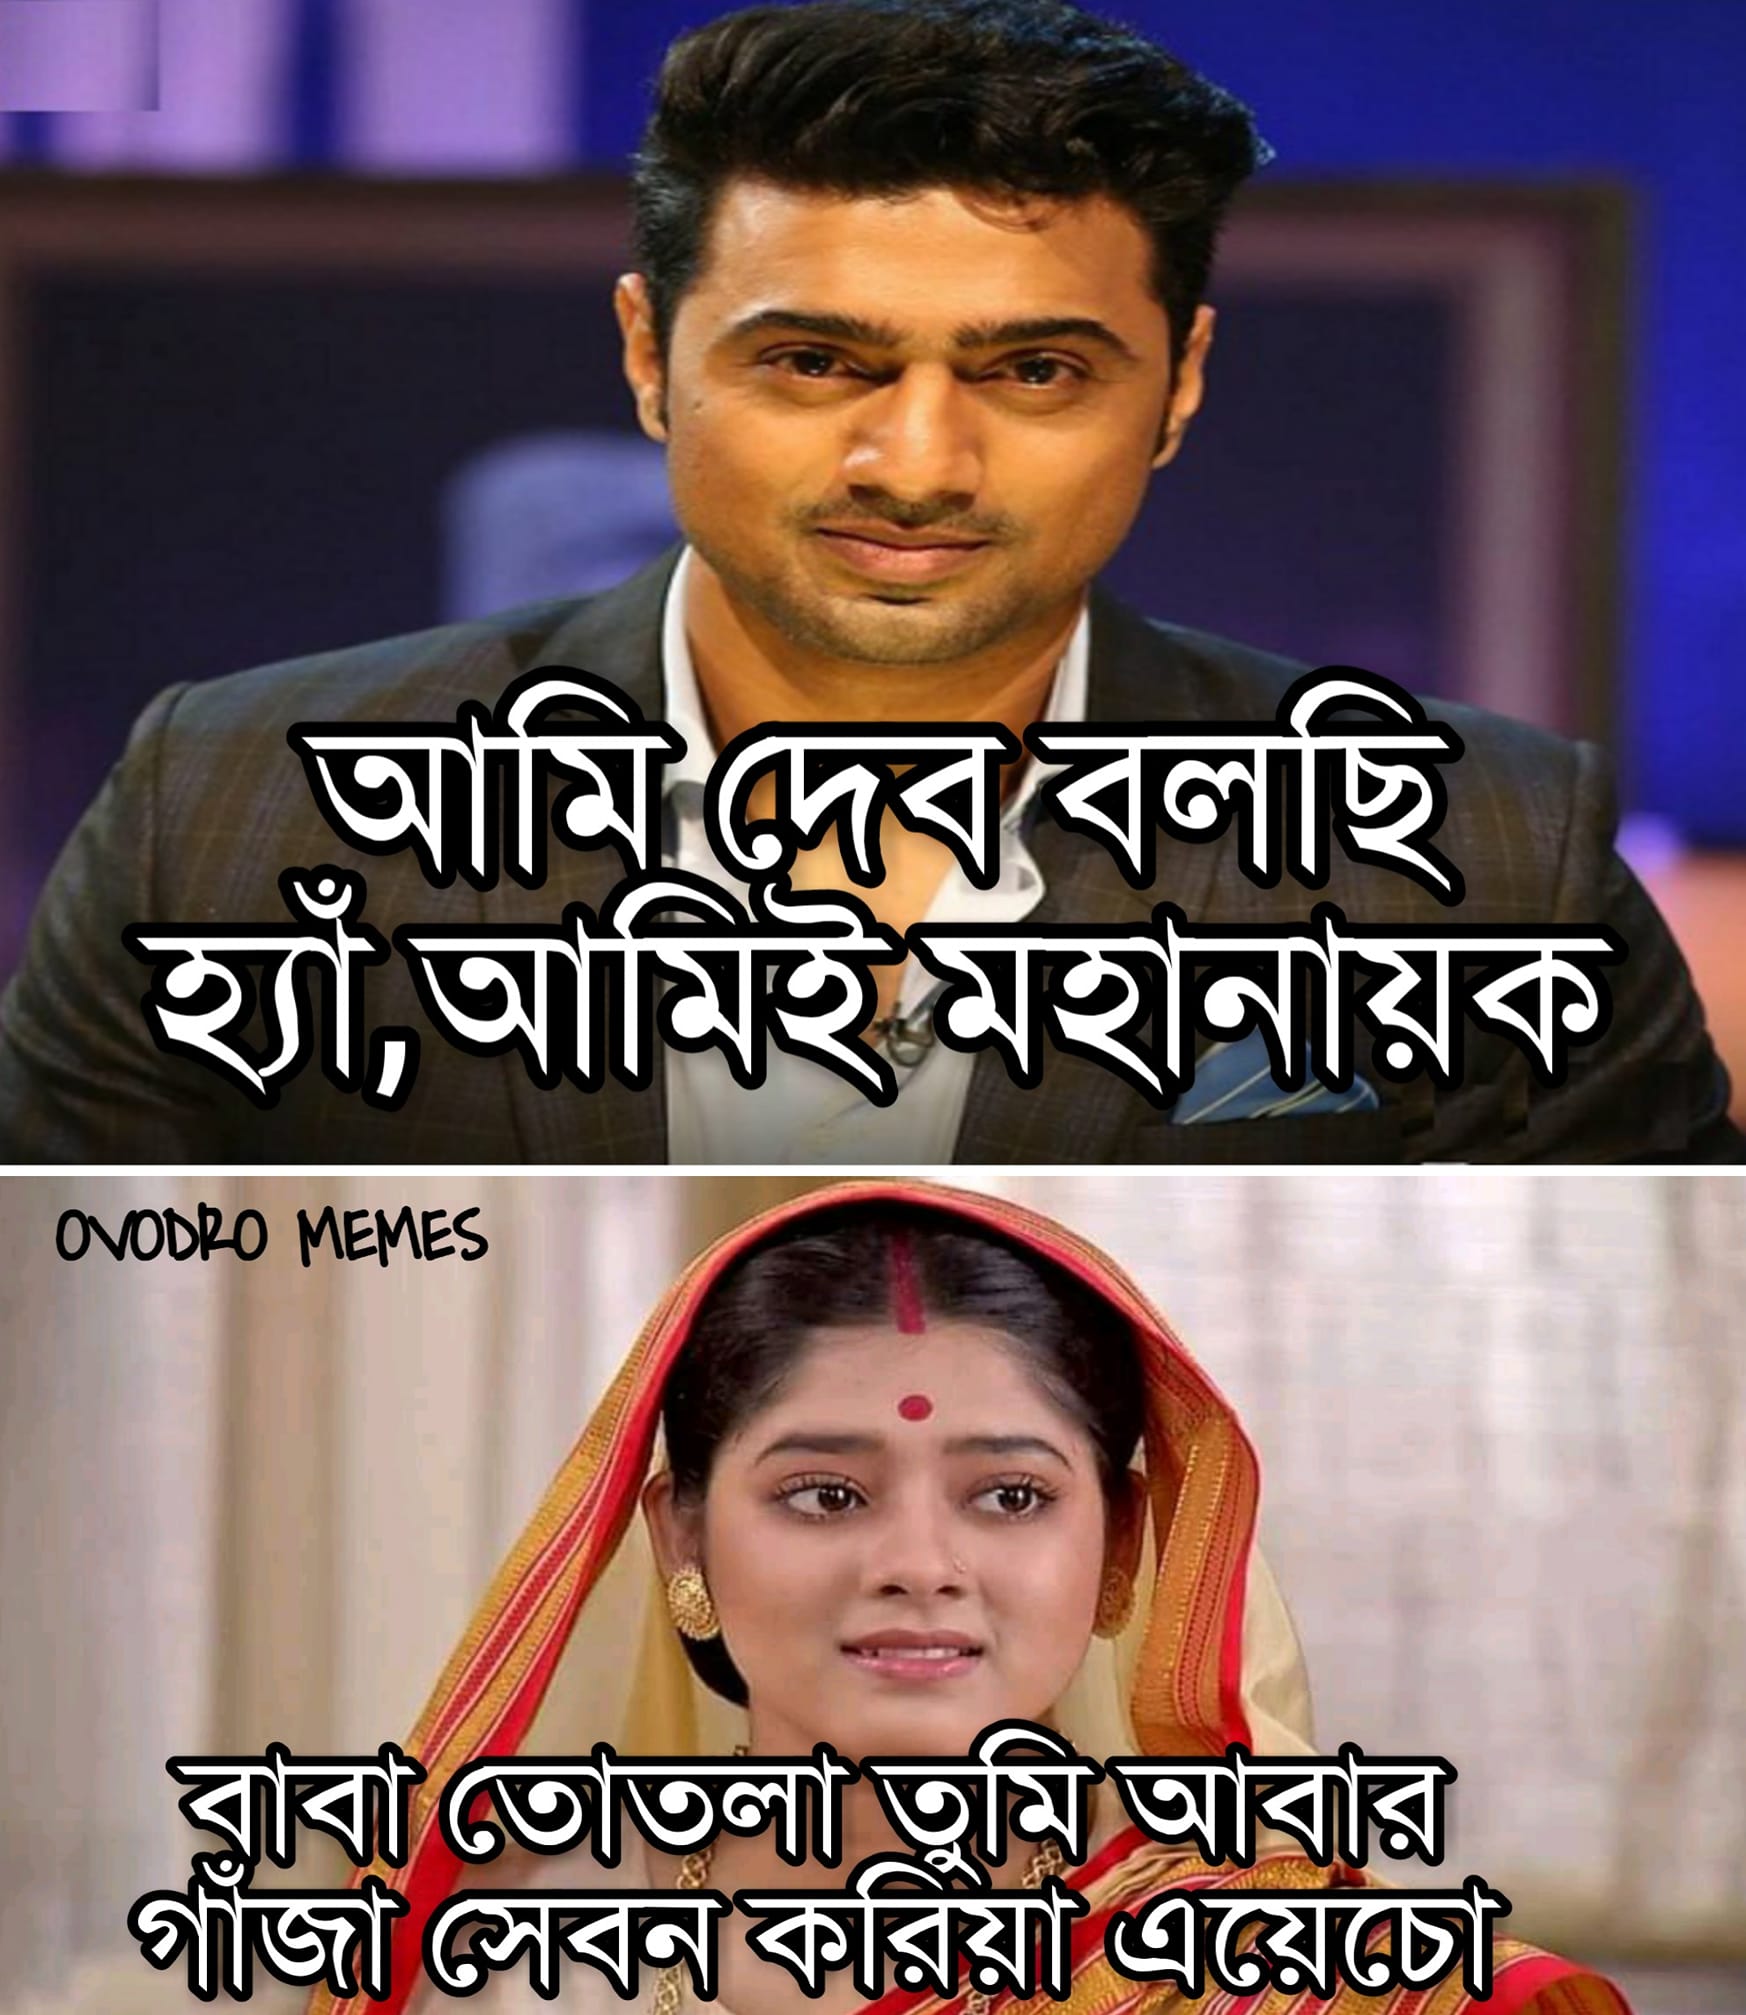 আমি দেব বলছি
হ্যাঁ,আমিই মহানায়ক
OVODRO MEMES
বাবা তোতলা তুমি আবার
গাঁজা সেবন করিয়া এয়েচো